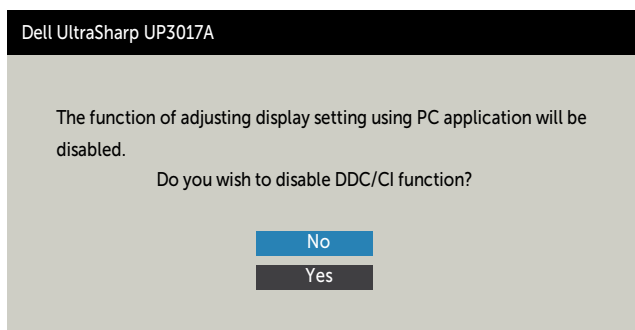 Dell UltraSharp UP3017A
The function of adjusting display setting using PC application will be
disabled.
Do you wish to disable DDC/CI function?
No
Yes